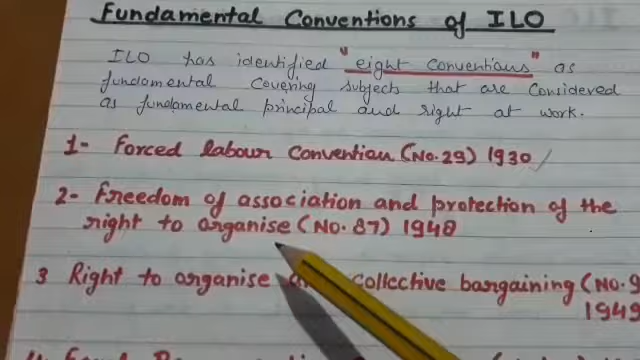 Fundamental Conventions of ILO
ILO has identified "eight conventions" as
fundamental covering subjects that are considered
as fundamental principal and right at work.
1- Forced labour Convention (No.29) 1930
2- Freedom of association and protection of the
right to organise (No.87) 1948
3 Right to organise collective bargaining (No.9
1949